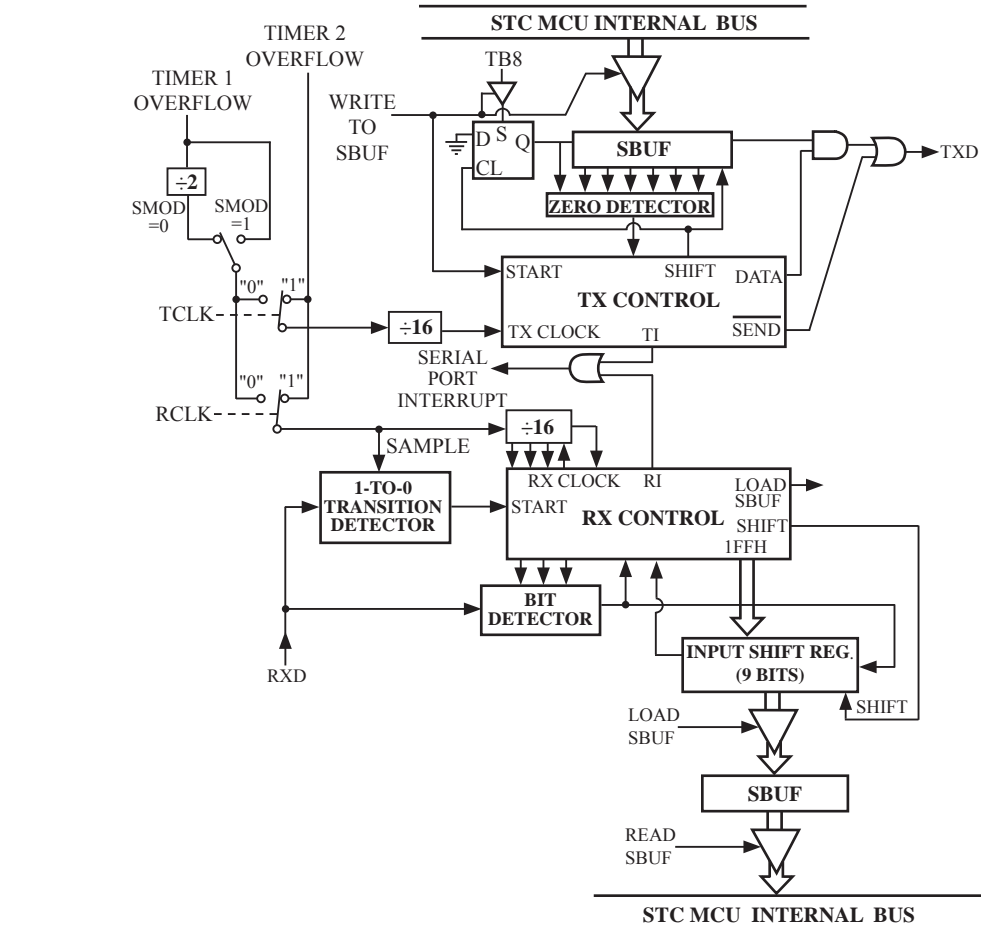 STC MCU INTERNAL BUS
TIMER 2
OVERFLOW
TB8
TIMER 1
OVERFLOW
WRITE
TO
SBUF
D S Q
CL
SBUF
TXD
÷2
ZERO DETECTOR
SMOD
=0
SMOD
=1
START
SHIFT
DATA
TX CONTROL
"0" "1"
TCLK
÷16
TX CLOCK
TI
SEND
SERIAL
PORT
INTERRUPT
"0" "1"
RCLK
÷16
SAMPLE
RX CLOCK
RI
LOAD
SBUF
1-TO-0
TRANSITION
DETECTOR
START
RX CONTROL
SHIFT
1FFH
BIT
DETECTOR
RXD
INPUT SHIFT REG.
(9 BITS)
SHIFT
LOAD
SBUF
SBUF
READ
SBUF
STC MCU INTERNAL BUS